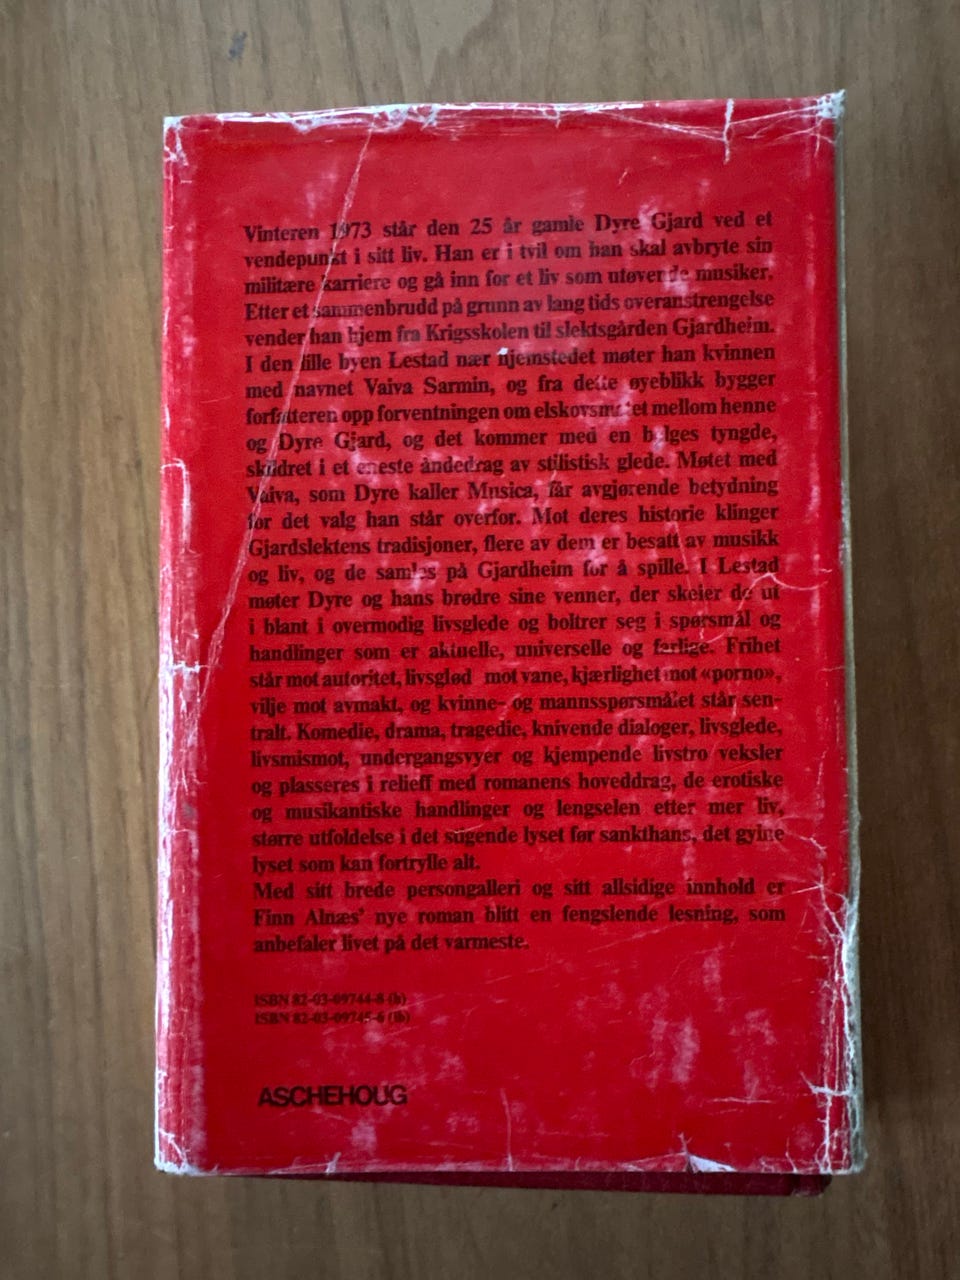 Vinteren 1973 står den 25 år gamle Dyre Gjard ved et
vendepunkt i sitt liv. Han er i tvil om han skal avbryte sin
militære karriere og gå inn for et liv som utøvende musiker.
Etter et sammenbrudd på grunn av lang tids overanstrengelse
vender han hjem fra Krigsskolen til slektsgården Gjardheim.
I den lille byen Lestad nær hjemstedet møter han kvinnen
med navnet Vaiva Sarmin, og fra dette øyeblikk bygger
forfatteren opp forventningen om elskovsmøtet mellom henne
og Dyre Gjard, og det kommer med en bølges tyngde,
skildret i et eneste åndedrag av stilistisk glede. Møtet med
Vaiva, som Dyre kaller Musica, får avgjørende betydning
for det valg han står overfor. Mot deres historie klinger
Gjardslektens tradisjoner, flere av dem er besatt av musikk
og liv, og de samles på Gjardheim for å spille. I Lestad
møter Dyre og hans brødre sine venner, der skeier de ut
i blant i overmodig livsglede og boltrer seg i spørsmål og
handlinger som er aktuelle, universelle og farlige. Frihet
står mot autoritet, livsglød mot vane, kjærlighet mot «porno»,
vilje mot avmakt, og kvinne- og mannsspørsmålet står sen-
tralt. Komedie, drama, tragedie, knivende dialoger, livsglede,
livsmismot, undergangsvyer og kjempende livstro veksler
og plasseres i relieff med romanens hoveddrag, de erotiske
og musikantiske handlinger og lengselen etter mer liv,
større utfoldelse i det sugende lyset før sankthans, det gylne
lyset som kan fortrylle alt.
Med sitt brede persongalleri og sitt allsidige innhold er
Finn Alnæs' nye roman blitt en fengslende lesning, som
anbefaler livet på det varmeste.
ISBN 82-03-09744-8 (h)
ISBN 82-03-09745-6 (ib)
ASCHEHOUG